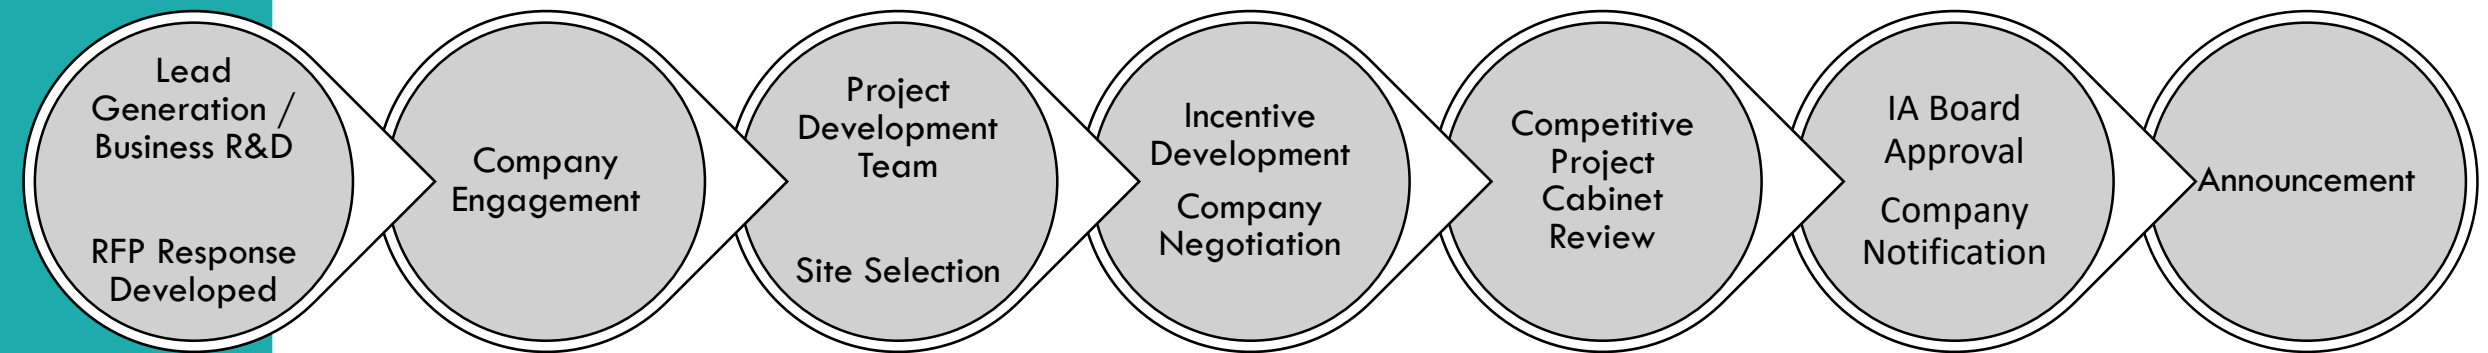 Lead
Generation /
Business R&D
RFP Response
Developed
Company
Engagement
Project
Development
Team
Site Selection
Incentive
Development
Company
Negotiation
Competitive
Project
Cabinet
Review
IA Board
Approval
Company
Notification
Announcement